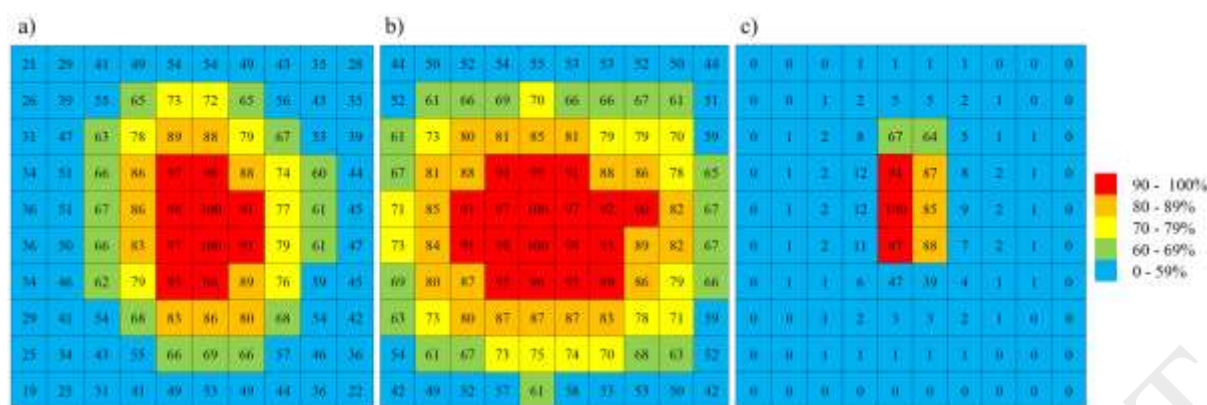 a) b) c)
21 29 41 49 54 54 49 43 35 28
26 39 55 65 73 72 65 56 45 35
31 47 63 78 89 88 79 67 53 39
34 51 66 86 88 74 60 44
36 51 67 86 100 77 61 45
36 50 66 83 97 100 79 61 47
34 46 62 79 89 76 59 45
29 41 54 68 83 86 80 68 54 42
25 34 43 55 66 69 66 57 46 36
19 25 31 41 49 53 49 44 36 22
44 50 52 54 55 53 53 52 50 44
52 61 66 69 70 66 66 67 61 51
61 73 80 81 85 81 79 79 70 59
67 81 88 88 86 78 65
71 85 97 100 97 92 90 82 67
73 84 100 89 82 67
69 80 87 86 79 66
63 73 80 87 87 87 83 78 71 59
54 61 67 73 75 74 70 68 63 52
42 49 52 57 61 58 53 53 50 42
0 0 0 1 1 1 1 0 0 0
0 0 1 2 5 5 2 1 0 0
0 1 2 8 67 64 5 1 1 0
0 1 2 12 94 87 8 2 1 0
0 1 2 12 100 85 9 2 1 0
0 1 2 11 97 88 7 2 1 0
0 1 1 6 47 39 4 1 1 0
0 0 1 2 3 3 2 1 0 0
0 0 1 1 1 1 1 0 0 0
0 0 0 0 0 0 0 0 0 0
90 - 100%
80 - 89%
70 - 79%
60 - 69%
0 - 59%